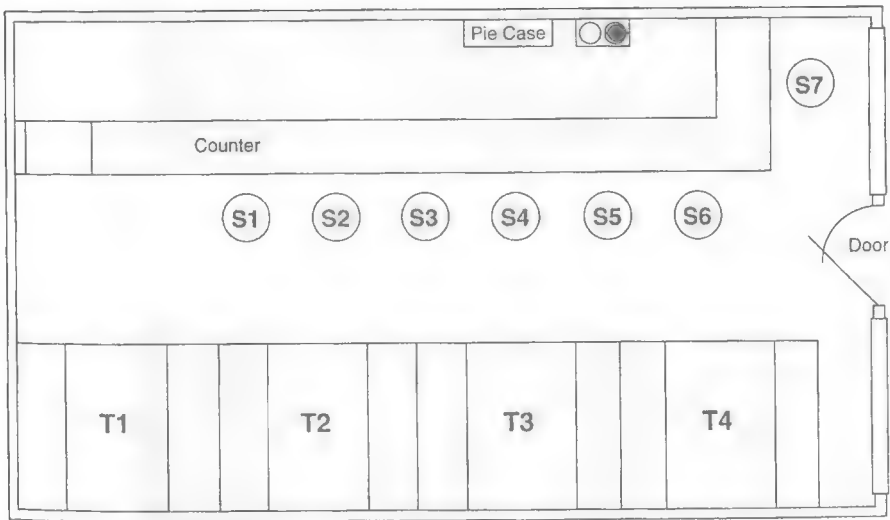 Pie Case
S7
Counter
S1 S2 S3 S4 S5 S6
Door
T1 T2 T3 T4